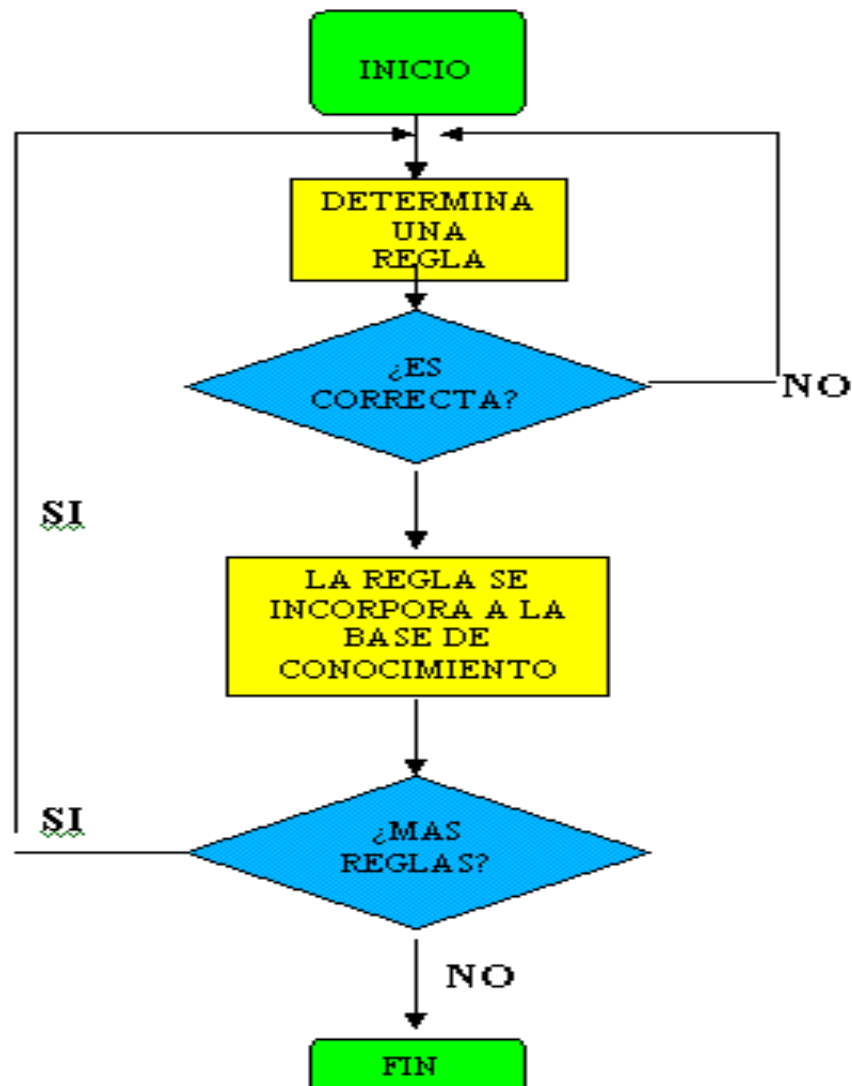 INICIO
DETERMINA
UNA
REGLA
¿ES
CORRECTA?
NO
SI
LA REGLA SE
INCORPORA A LA
BASE DE
CONOCIMIENTO
SI
¿MAS
REGLAS?
NO
FIN